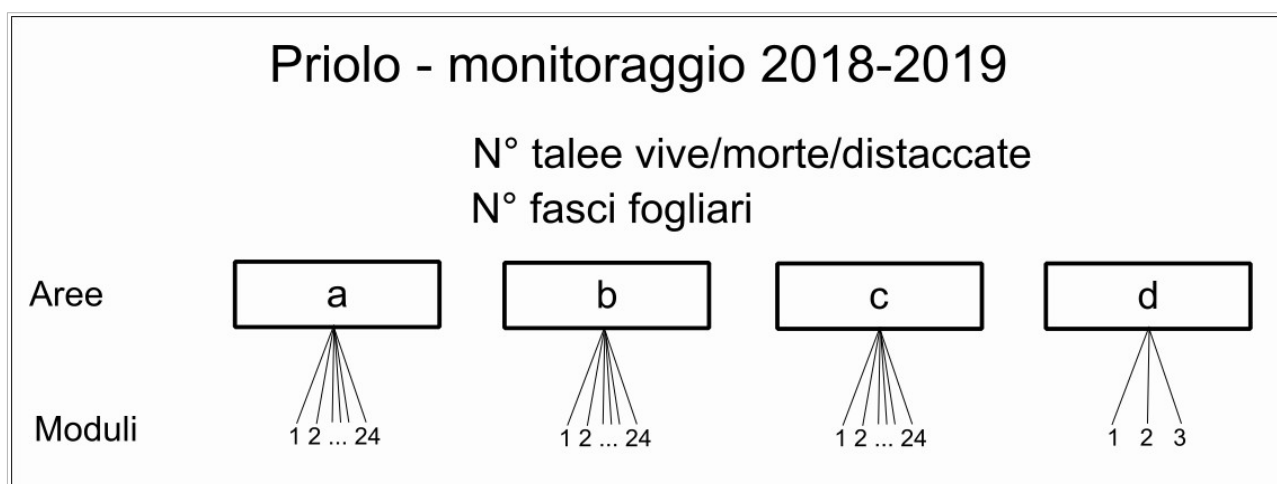 Priolo - monitoraggio 2018-2019
N° talee vive/morte/distaccate
N° fasci fogliari
Aree a b c d
Moduli 1 2 ... 24 1 2 ... 24 1 2 ... 24 1 2 3